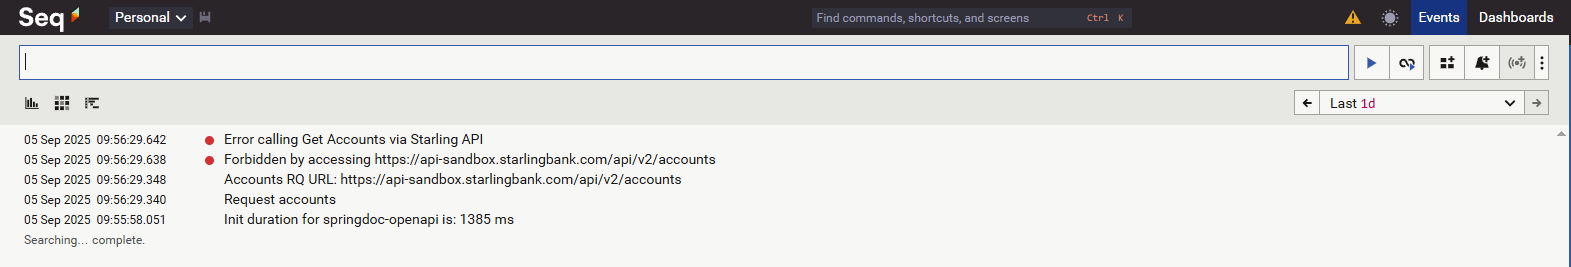 Seq Personal Find commands, shortcuts, and screens Ctrl K Events Dashboards
Last 1d
05 Sep 2025 09:56:29.642 Error calling Get Accounts via Starling API
05 Sep 2025 09:56:29.638 Forbidden by accessing https://api-sandbox.starlingbank.com/api/v2/accounts
05 Sep 2025 09:56:29.348 Accounts RQ URL: https://api-sandbox.starlingbank.com/api/v2/accounts
05 Sep 2025 09:56:29.340 Request accounts
05 Sep 2025 09:55:58.051 Init duration for springdoc-openapi is: 1385 ms
Searching... complete.